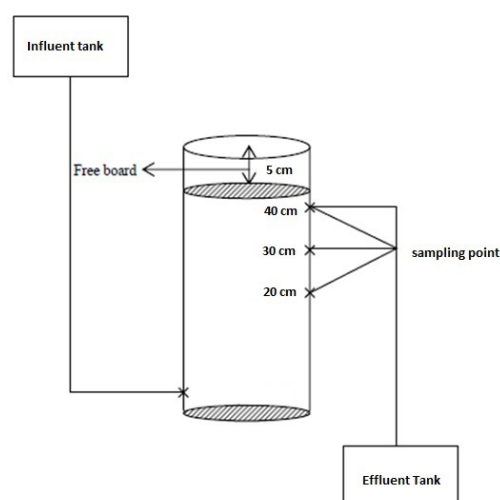 Influent tank
Free board
5 cm
40 cm
30 cm
sampling point
20 cm
Effluent Tank